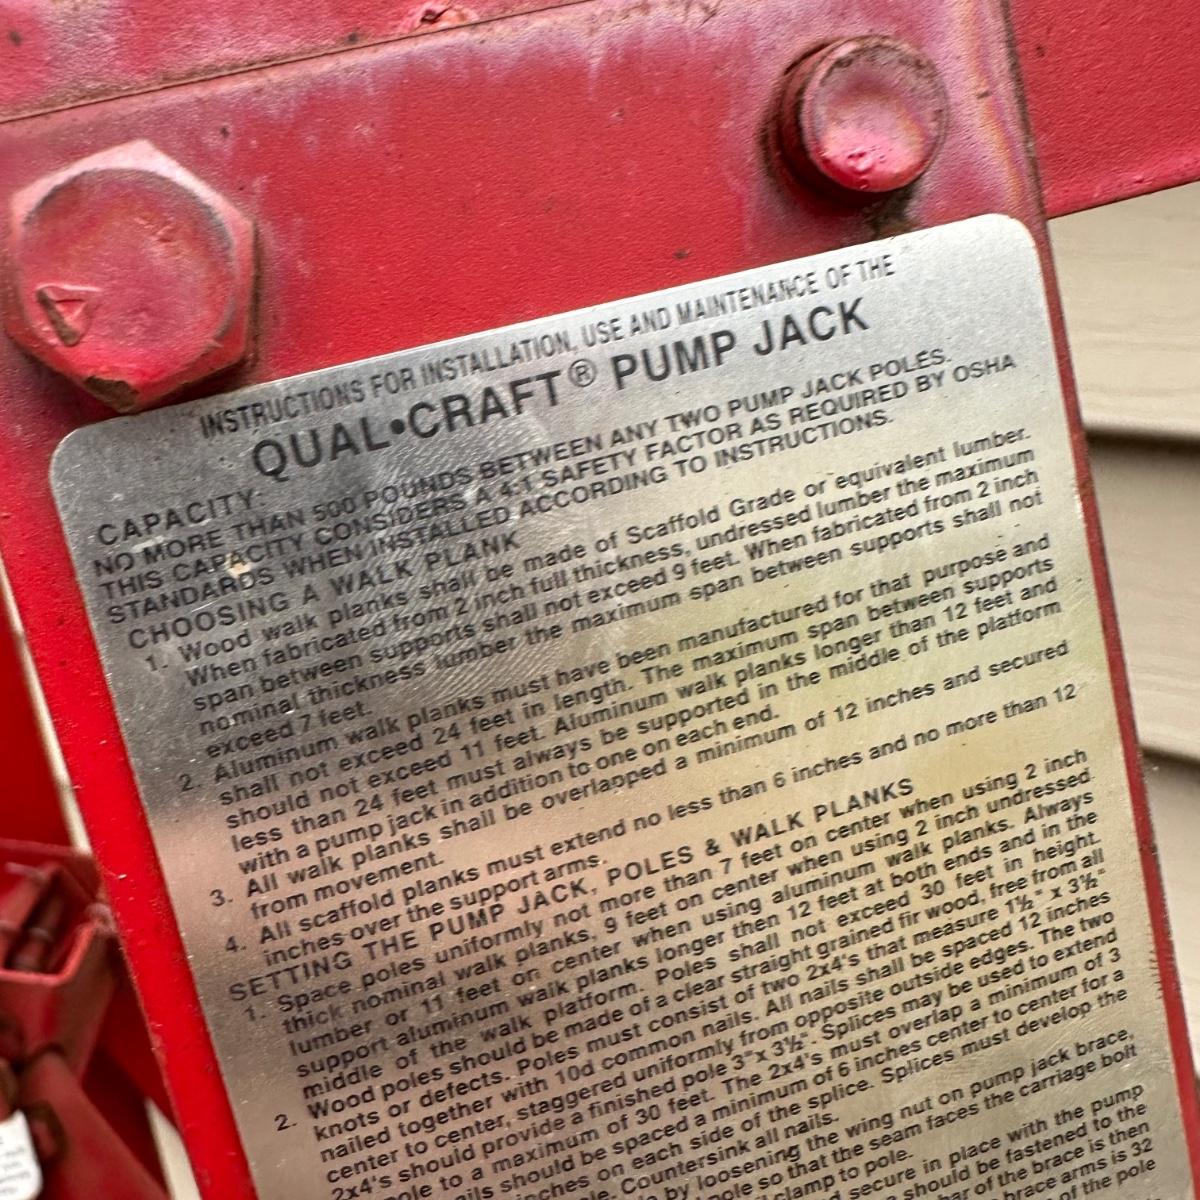 INSTRUCTIONS FOR INSTALLATION, USE AND MAINTENANCE OF THE
QUAL•CRAFT® PUMP JACK
CAPACITY:
NO MORE THAN 500 POUNDS BETWEEN ANY TWO PUMP JACK POLES.
THIS CAPACITY CONSIDERS A 4:1 SAFETY FACTOR AS REQUIRED BY OSHA
STANDARDS WHEN INSTALLED ACCORDING TO INSTRUCTIONS.
CHOOSING A WALK PLANK
1. Wood walk planks shall be made of Scaffold Grade or equivalent lumber.
When fabricated from 2 inch full thickness, undressed lumber the maximum
span between supports shall not exceed 9 feet. When fabricated from 2 inch
nominal thickness lumber the maximum span between supports shall not
exceed 7 feet.
2. Aluminum walk planks must have been manufactured for that purpose and
shall not exceed 24 feet in length. The maximum span between supports
should not exceed 11 feet. Aluminum walk planks longer than 12 feet and
less than 24 feet must always be supported in the middle of the platform
with a pump jack in addition to one on each end.
3. All walk planks shall be overlapped a minimum of 12 inches and secured
from movement.
4. All scaffold planks must extend no less than 6 inches and no more than 12
inches over the support arms.
SETTING THE PUMP JACK, POLES & WALK PLANKS
1. Space poles uniformly not more than 7 feet on center when using 2 inch
thick nominal walk planks, 9 feet on center when using 2 inch undressed
lumber or 11 feet on center when using aluminum walk planks. Always
support aluminum walk planks longer then 12 feet at both ends and in the
middle of the walk platform. Poles shall not exceed 30 feet in height.
2. Wood poles should be made of a clear straight grained fir wood, free from all
knots or defects. Poles must consist of two 2x4's that measure 1½" x 3½"
nailed together with 10d common nails. All nails shall be spaced 12 inches
center to center, staggered uniformly from opposite outside edges. The two
2x4's should provide a finished pole 3" x 3½". Splices may be used to extend
pole to a maximum of 30 feet. The 2x4's must overlap a minimum of 3
nails should be spaced a minimum of 6 inches center to center for a
inches on each side of the splice. Splices must develop the
Countersink all nails.
by loosening the wing nut on pump jack brace,
so that the seam faces the carriage bolt
clamp to pole.
secure in place with the pump
should be fastened to the
of the brace is then
brace arms is 32
of the pole